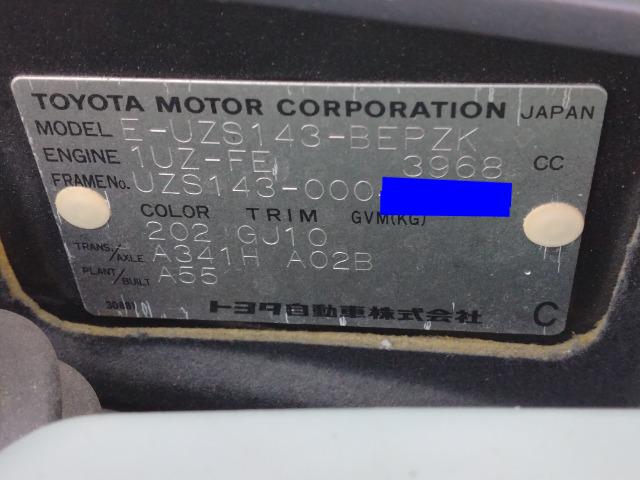 TOYOTA MOTOR CORPORATION JAPAN
MODEL E-UZS143-BEPZK
ENGINE 1UZ-FE 3968 CC
FRAME No. UZS143-000
COLOR TRIM GVM(KG)
202 GJ10
TRANS./AXLE A341H A02B
PLANT/BUILT A55
トヨタ自動車株式会社 C